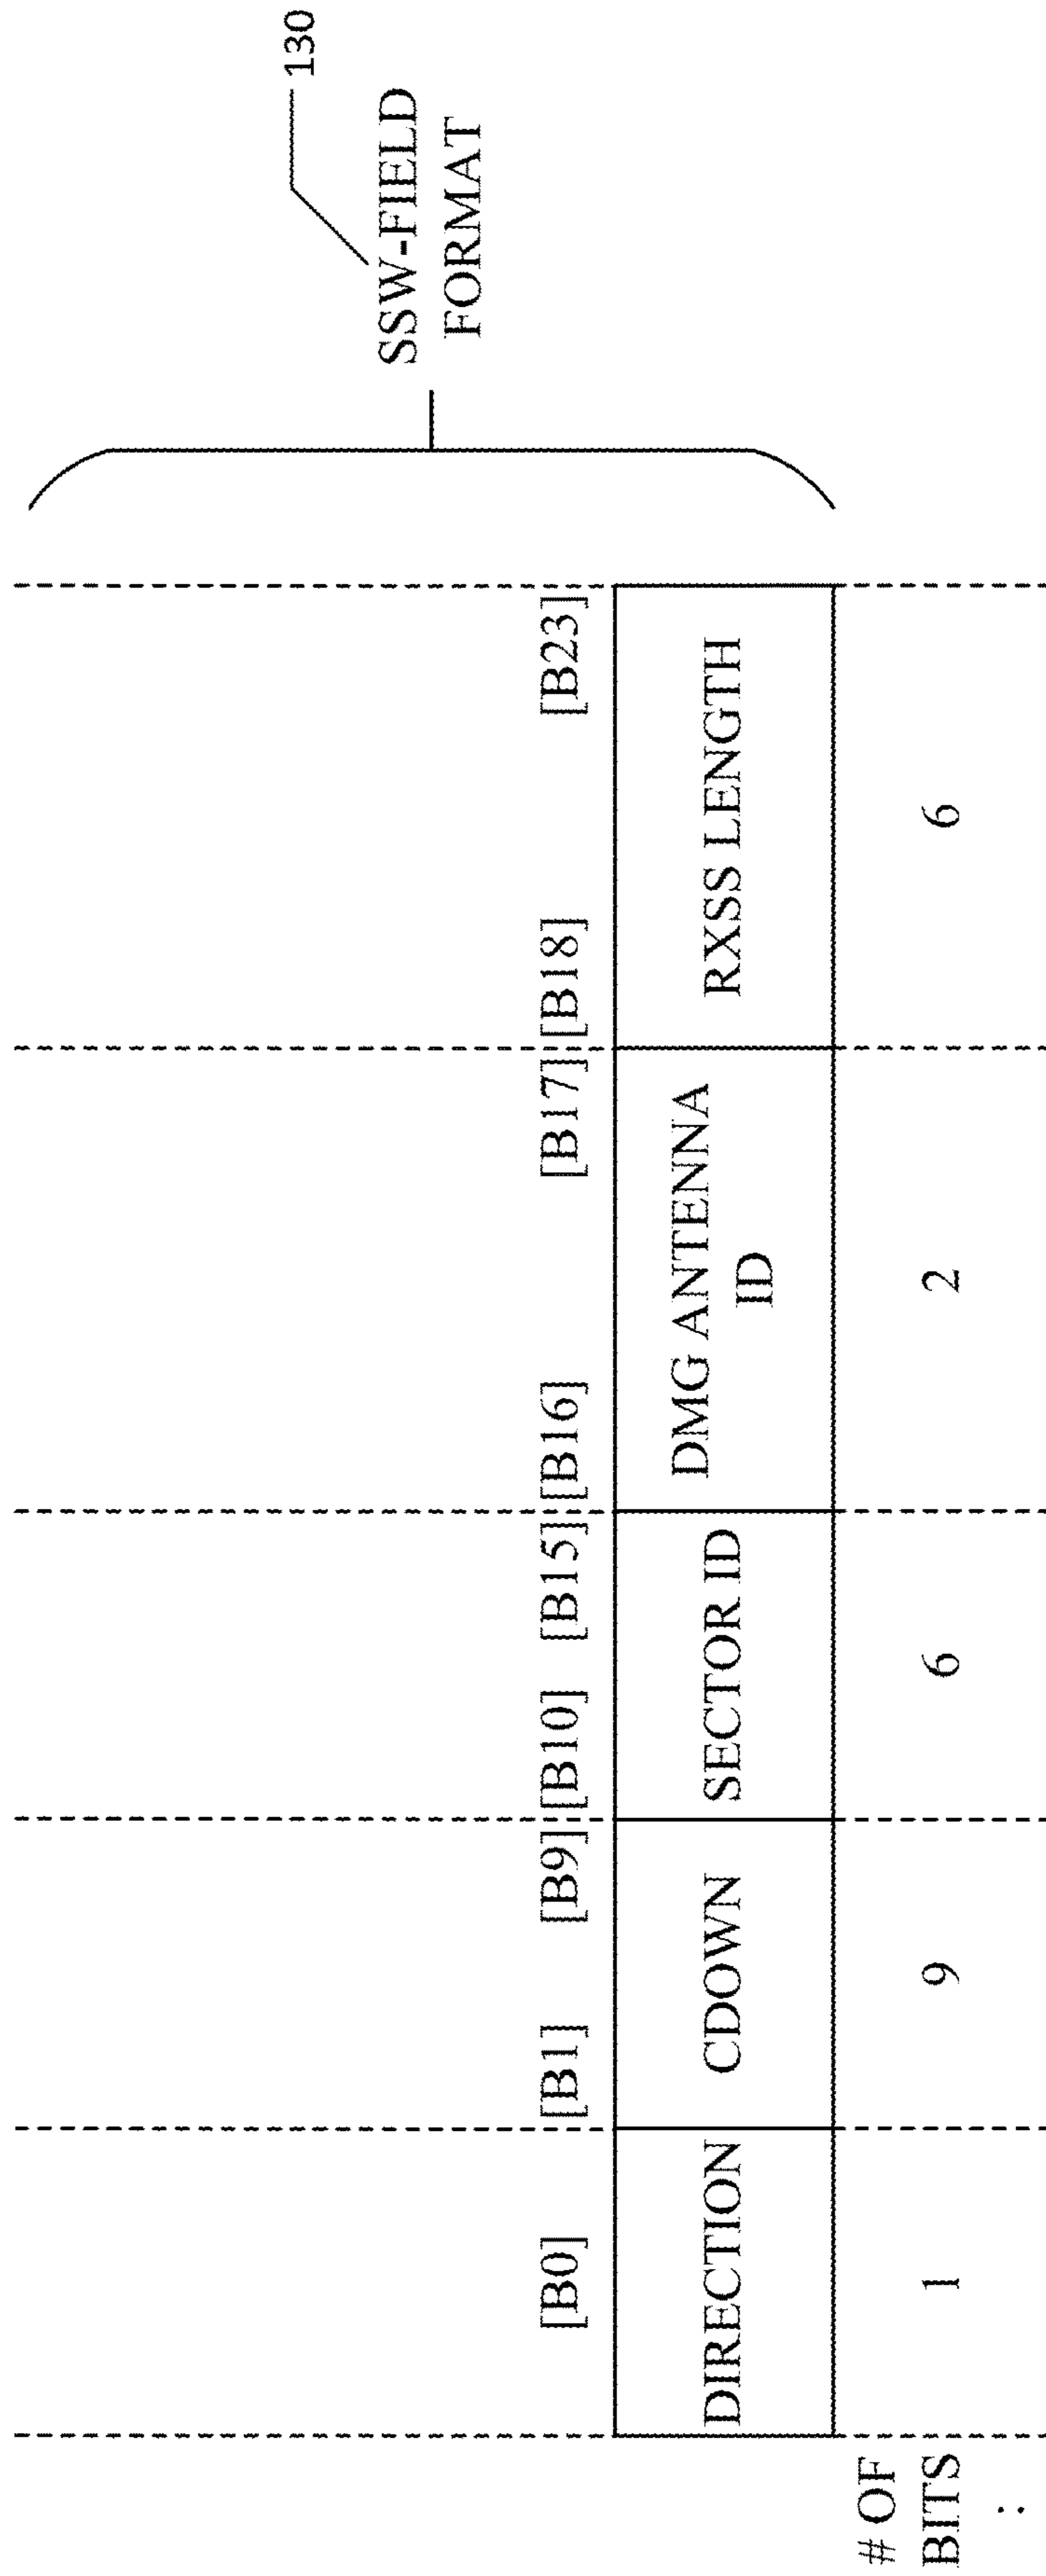 130
SSW-FIELD
FORMAT
[B0] [B1] [B9] [B10] [B15] [B16] [B17] [B18] [B23]
DIRECTION CDOWN SECTOR ID DMG ANTENNA RXSS LENGTH
ID
# OF
BITS 1 9 6 2 6
: